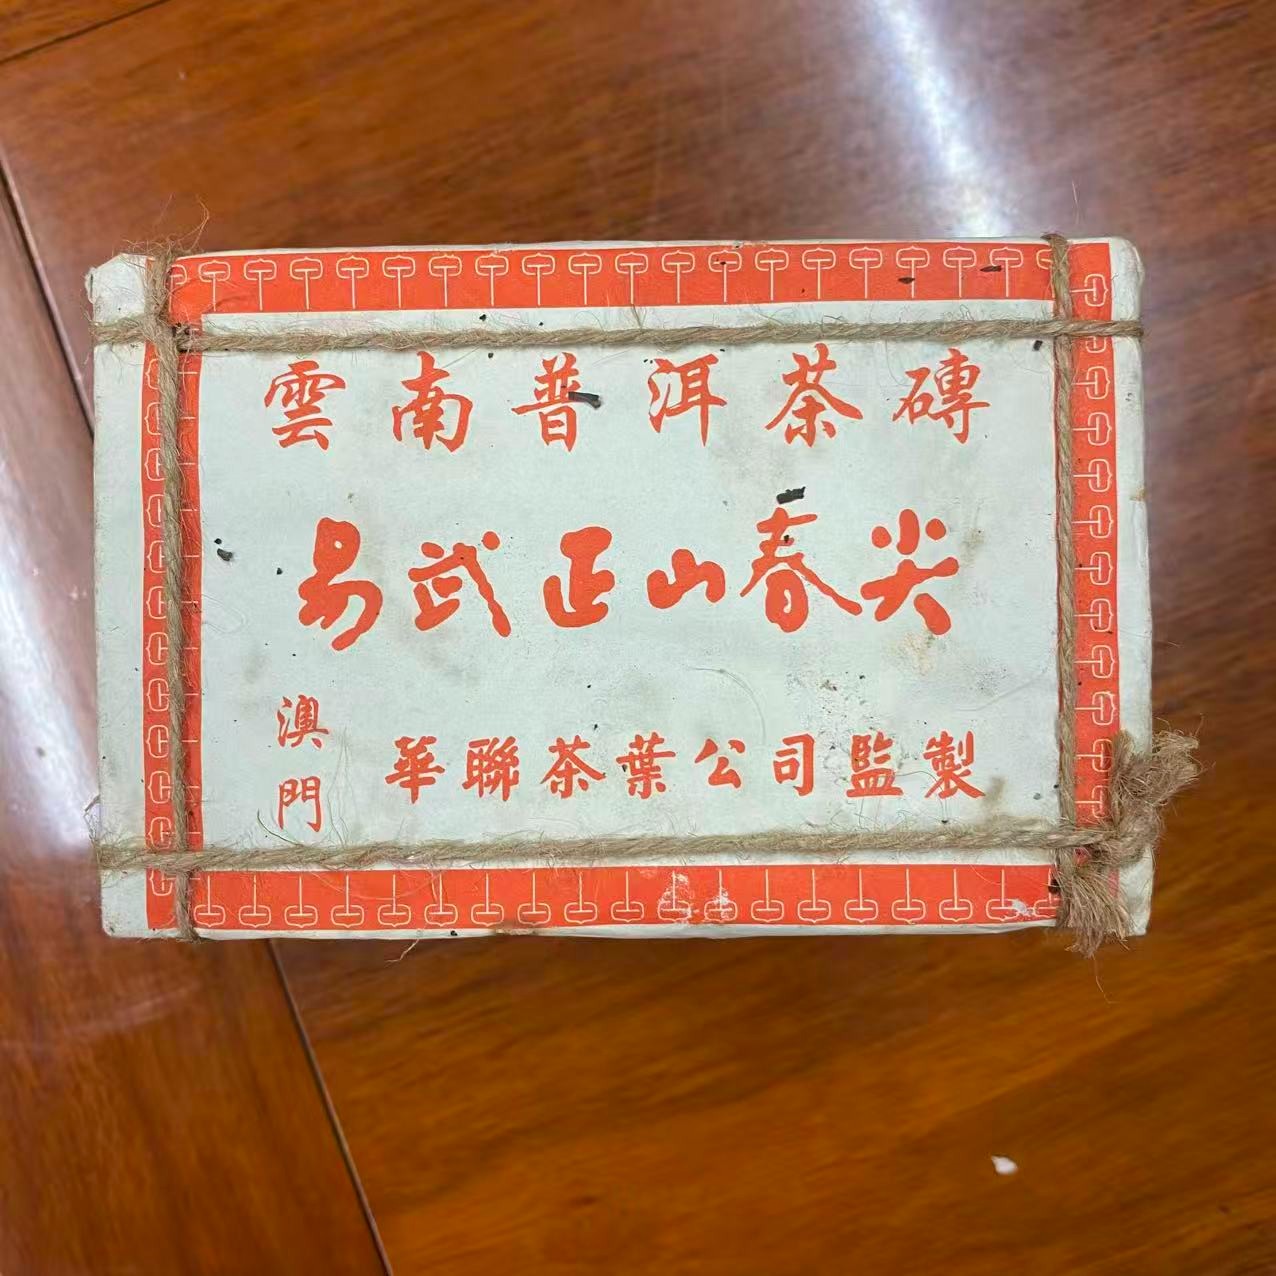 雲南普洱茶磚
易武正山春尖
澳門
華聯茶葉公司監製